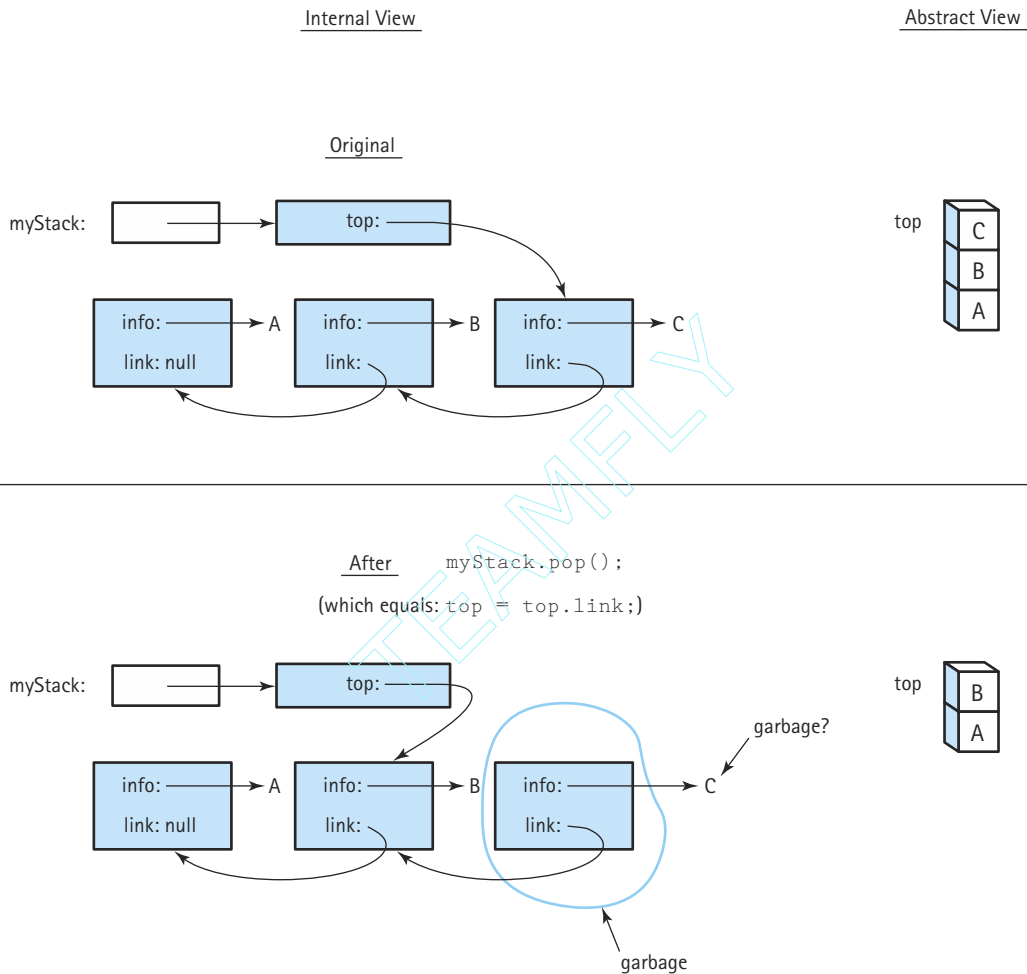 Internal View
Abstract View
Original
myStack:
top:
top
C
B
A
info:
A
info:
B
info:
C
link: null
link:
link:
TEAMFLY
After myStack.pop();
(which equals: top = top.link;)
myStack:
top:
top
B
A
garbage?
info:
A
info:
B
info:
C
link: null
link:
link:
garbage